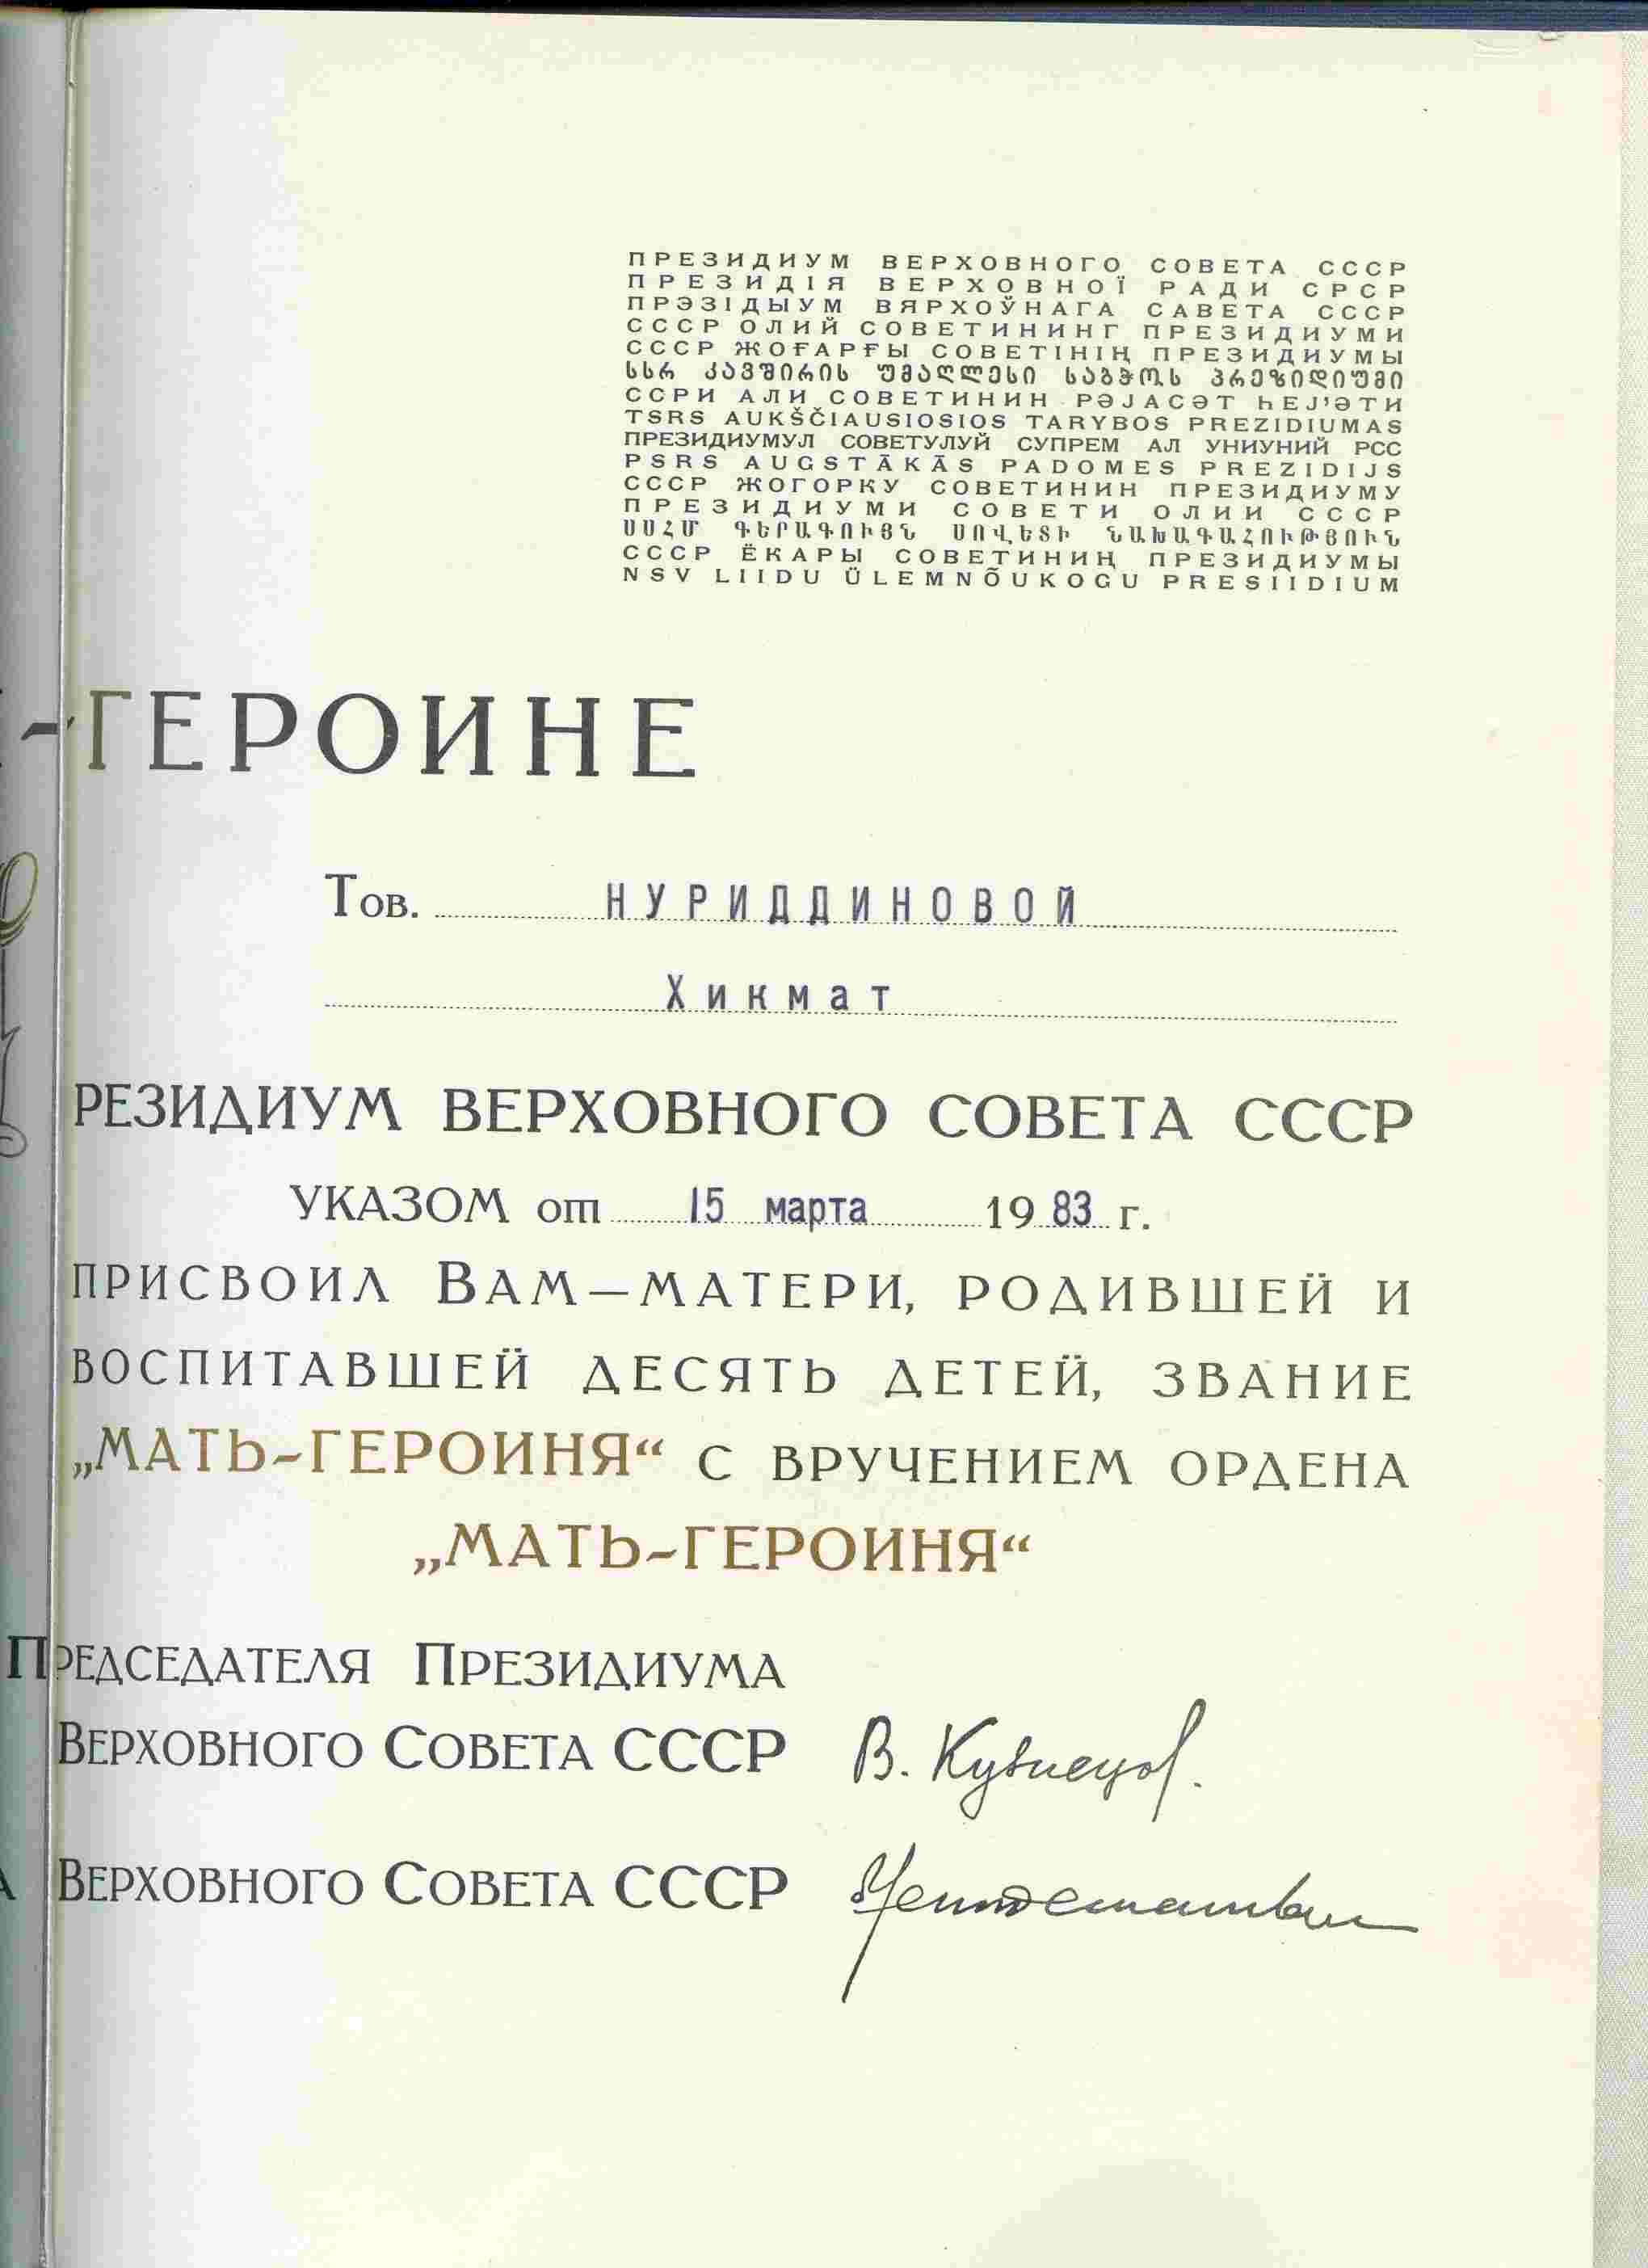 ПРЕЗИДИУМ ВЕРХОВНОГО СОВЕТА СССР
ПРЕЗИДІЯ ВЕРХОВНОЇ РАДИ СРСР
ПРЭЗІДЫУМ ВЯРХОЎНАГА САВЕТА СССР
СССР ОЛИЙ СОВЕТИНИНГ ПРЕЗИДИУМИ
СССР ЖОҒАРҒЫ СОВЕТІНІҢ ПРЕЗИДИУМЫ
სსრ კავშირის უმაღლესი საბჭოს პრეზიდიუმი
ССРИ АЛИ СОВЕТИНИН РӘЈАСӘТ ҺЕЈ'ӘТИ
TSRS AUKŠČIAUSIOSIOS TARYBOS PREZIDIUMAS
ПРЕЗИДИУМУЛ СОВЕТУЛУЙ СУПРЕМ АЛ УНИУНИЙ РСС
PSRS AUGSTĀKĀS PADOMES PREZIDIJS
СССР ЖОГОРКУ СОВЕТИНИН ПРЕЗИДИУМУ
ПРЕЗИДИУМИ СОВЕТИ ОЛИИ СССР
ՍՍՀՄ ԳԵՐԱԳՈՒՅՆ ՍՈՎԵՏԻ ՆԱԽԱԳԱՀՈՒԹՅՈՒՆ
СССР ЁКАРЫ СОВЕТИНИҢ ПРЕЗИДИУМЫ
NSV LIIDU ÜLEMNÕUKOGU PRESIIDIUM
-ГЕРОИНЕ
Тов. НУРИДДИНОВОЙ
Хикмат
РЕЗИДИУМ ВЕРХОВНОГО СОВЕТА СССР
УКАЗОМ от 15 марта 1983 г.
ПРИСВОИЛ ВАМ—МАТЕРИ, РОДИВШЕЙ И
ВОСПИТАВШЕЙ ДЕСЯТЬ ДЕТЕЙ, ЗВАНИЕ
„МАТЬ-ГЕРОИНЯ“ С ВРУЧЕНИЕМ ОРДЕНА
„МАТЬ-ГЕРОИНЯ“
ПРЕДСЕДАТЕЛЯ ПРЕЗИДИУМА
ВЕРХОВНОГО СОВЕТА СССР В. Кузнецов.
ВЕРХОВНОГО СОВЕТА СССР